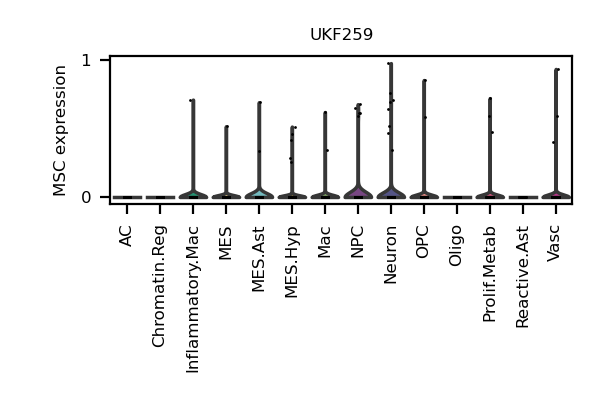 UKF259
MSC expression
1
0
AC
Chromatin.Reg
Inflammatory.Mac
MES
MES.Ast
MES.Hyp
Mac
NPC
Neuron
OPC
Oligo
Prolif.Metab
Reactive.Ast
Vasc